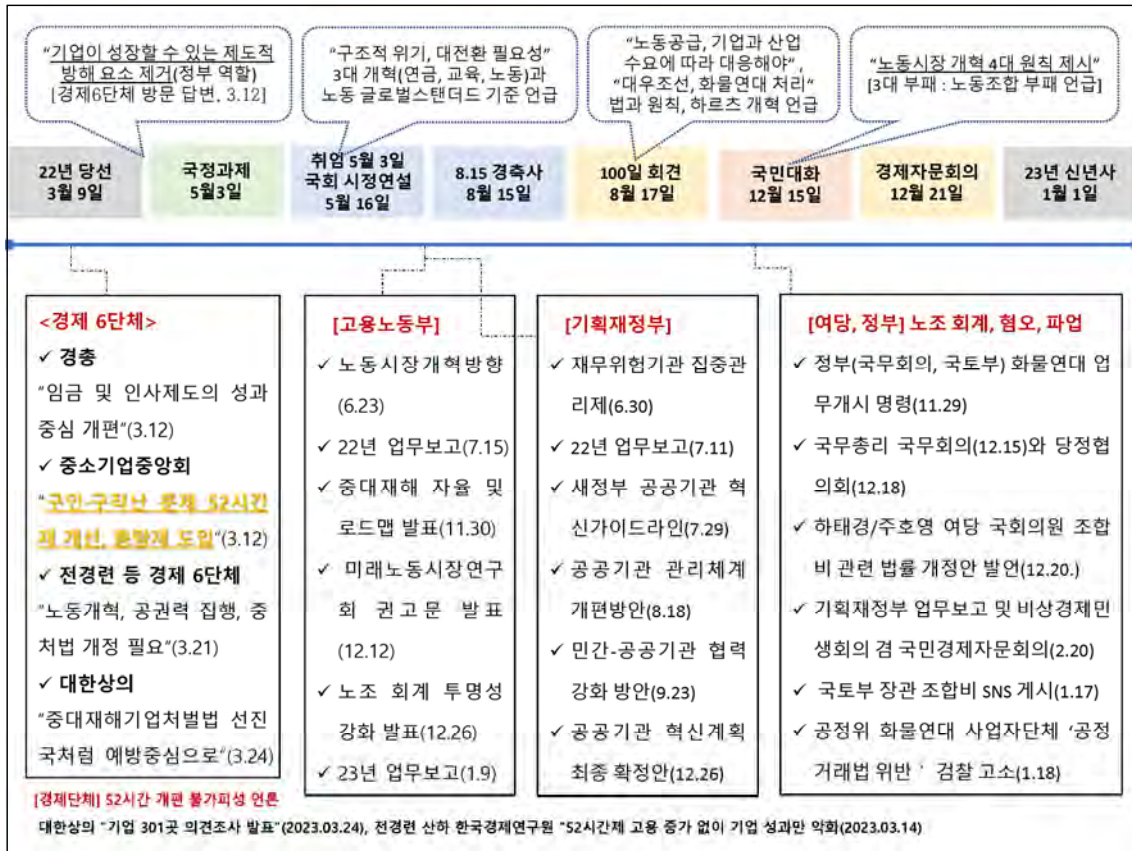 "기업이 성장할 수 있는 제도적
방해 요소 제거(정부 역할)
[경제6단체 방문 답변, 3.12]
"구조적 위기, 대전환 필요성"
3대 개혁(연금, 교육, 노동)과
노동 글로벌스탠더드 기준 언급
"노동공급, 기업과 산업
수요에 따라 대응해야",
"대우조선, 화물연대 처리"
법과 원칙, 하르츠 개혁 언급
"노동시장 개혁 4대 원칙 제시"
[3대 부패 : 노동조합 부패 언급]
22년 당선
3월 9일
국정과제
5월3일
취임 5월 3일
국회 시정연설
5월 16일
8.15 경축사
8월 15일
100일 회견
8월 17일
국민대화
12월 15일
경제자문회의
12월 21일
23년 신년사
1월 1일
<경제 6단체>
✓ 경총
"임금 및 인사제도의 성과
중심 개편"(3.12)
✓ 중소기업중앙회
"구인-구직난 문제 52시간
제 개선, 총량제 도입"(3.12)
✓ 전경련 등 경제 6단체
"노동개혁, 공권력 집행, 중
처법 개정 필요"(3.21)
✓ 대한상의
"중대재해기업처벌법 선진
국처럼 예방중심으로"(3.24)
[고용노동부]
✓ 노동시장개혁방향
(6.23)
✓ 22년 업무보고(7.15)
✓ 중대재해 자율 및
로드맵 발표(11.30)
✓ 미래노동시장연구
회 권고문 발표
(12.12)
✓ 노조 회계 투명성
강화 발표(12.26)
✓ 23년 업무보고(1.9)
[기획재정부]
✓ 재무위험기관 집중관
리제(6.30)
✓ 22년 업무보고(7.11)
✓ 새정부 공공기관 혁
신가이드라인(7.29)
✓ 공공기관 관리체계
개편방안(8.18)
✓ 민간-공공기관 협력
강화 방안(9.23)
✓ 공공기관 혁신계획
최종 확정안(12.26)
[여당, 정부] 노조 회계, 혐오, 파업
✓ 정부(국무회의, 국토부) 화물연대 업
무개시 명령(11.29)
✓ 국무총리 국무회의(12.15)와 당정협
의회(12.18)
✓ 하태경/주호영 여당 국회의원 조합
비 관련 법률 개정안 발언(12.20.)
✓ 기획재정부 업무보고 및 비상경제민
생회의 겸 국민경제자문회의(2.20)
✓ 국토부 장관 조합비 SNS 게시(1.17)
✓ 공정위 화물연대 사업자단체 '공정
거래법 위반' 검찰 고소(1.18)
[경제단체] 52시간 개편 불가피성 언론
대한상의 "기업 301곳 의견조사 발표"(2023.03.24), 전경련 산하 한국경제연구원 "52시간제 고용 증가 없이 기업 성과만 악화(2023.03.14)